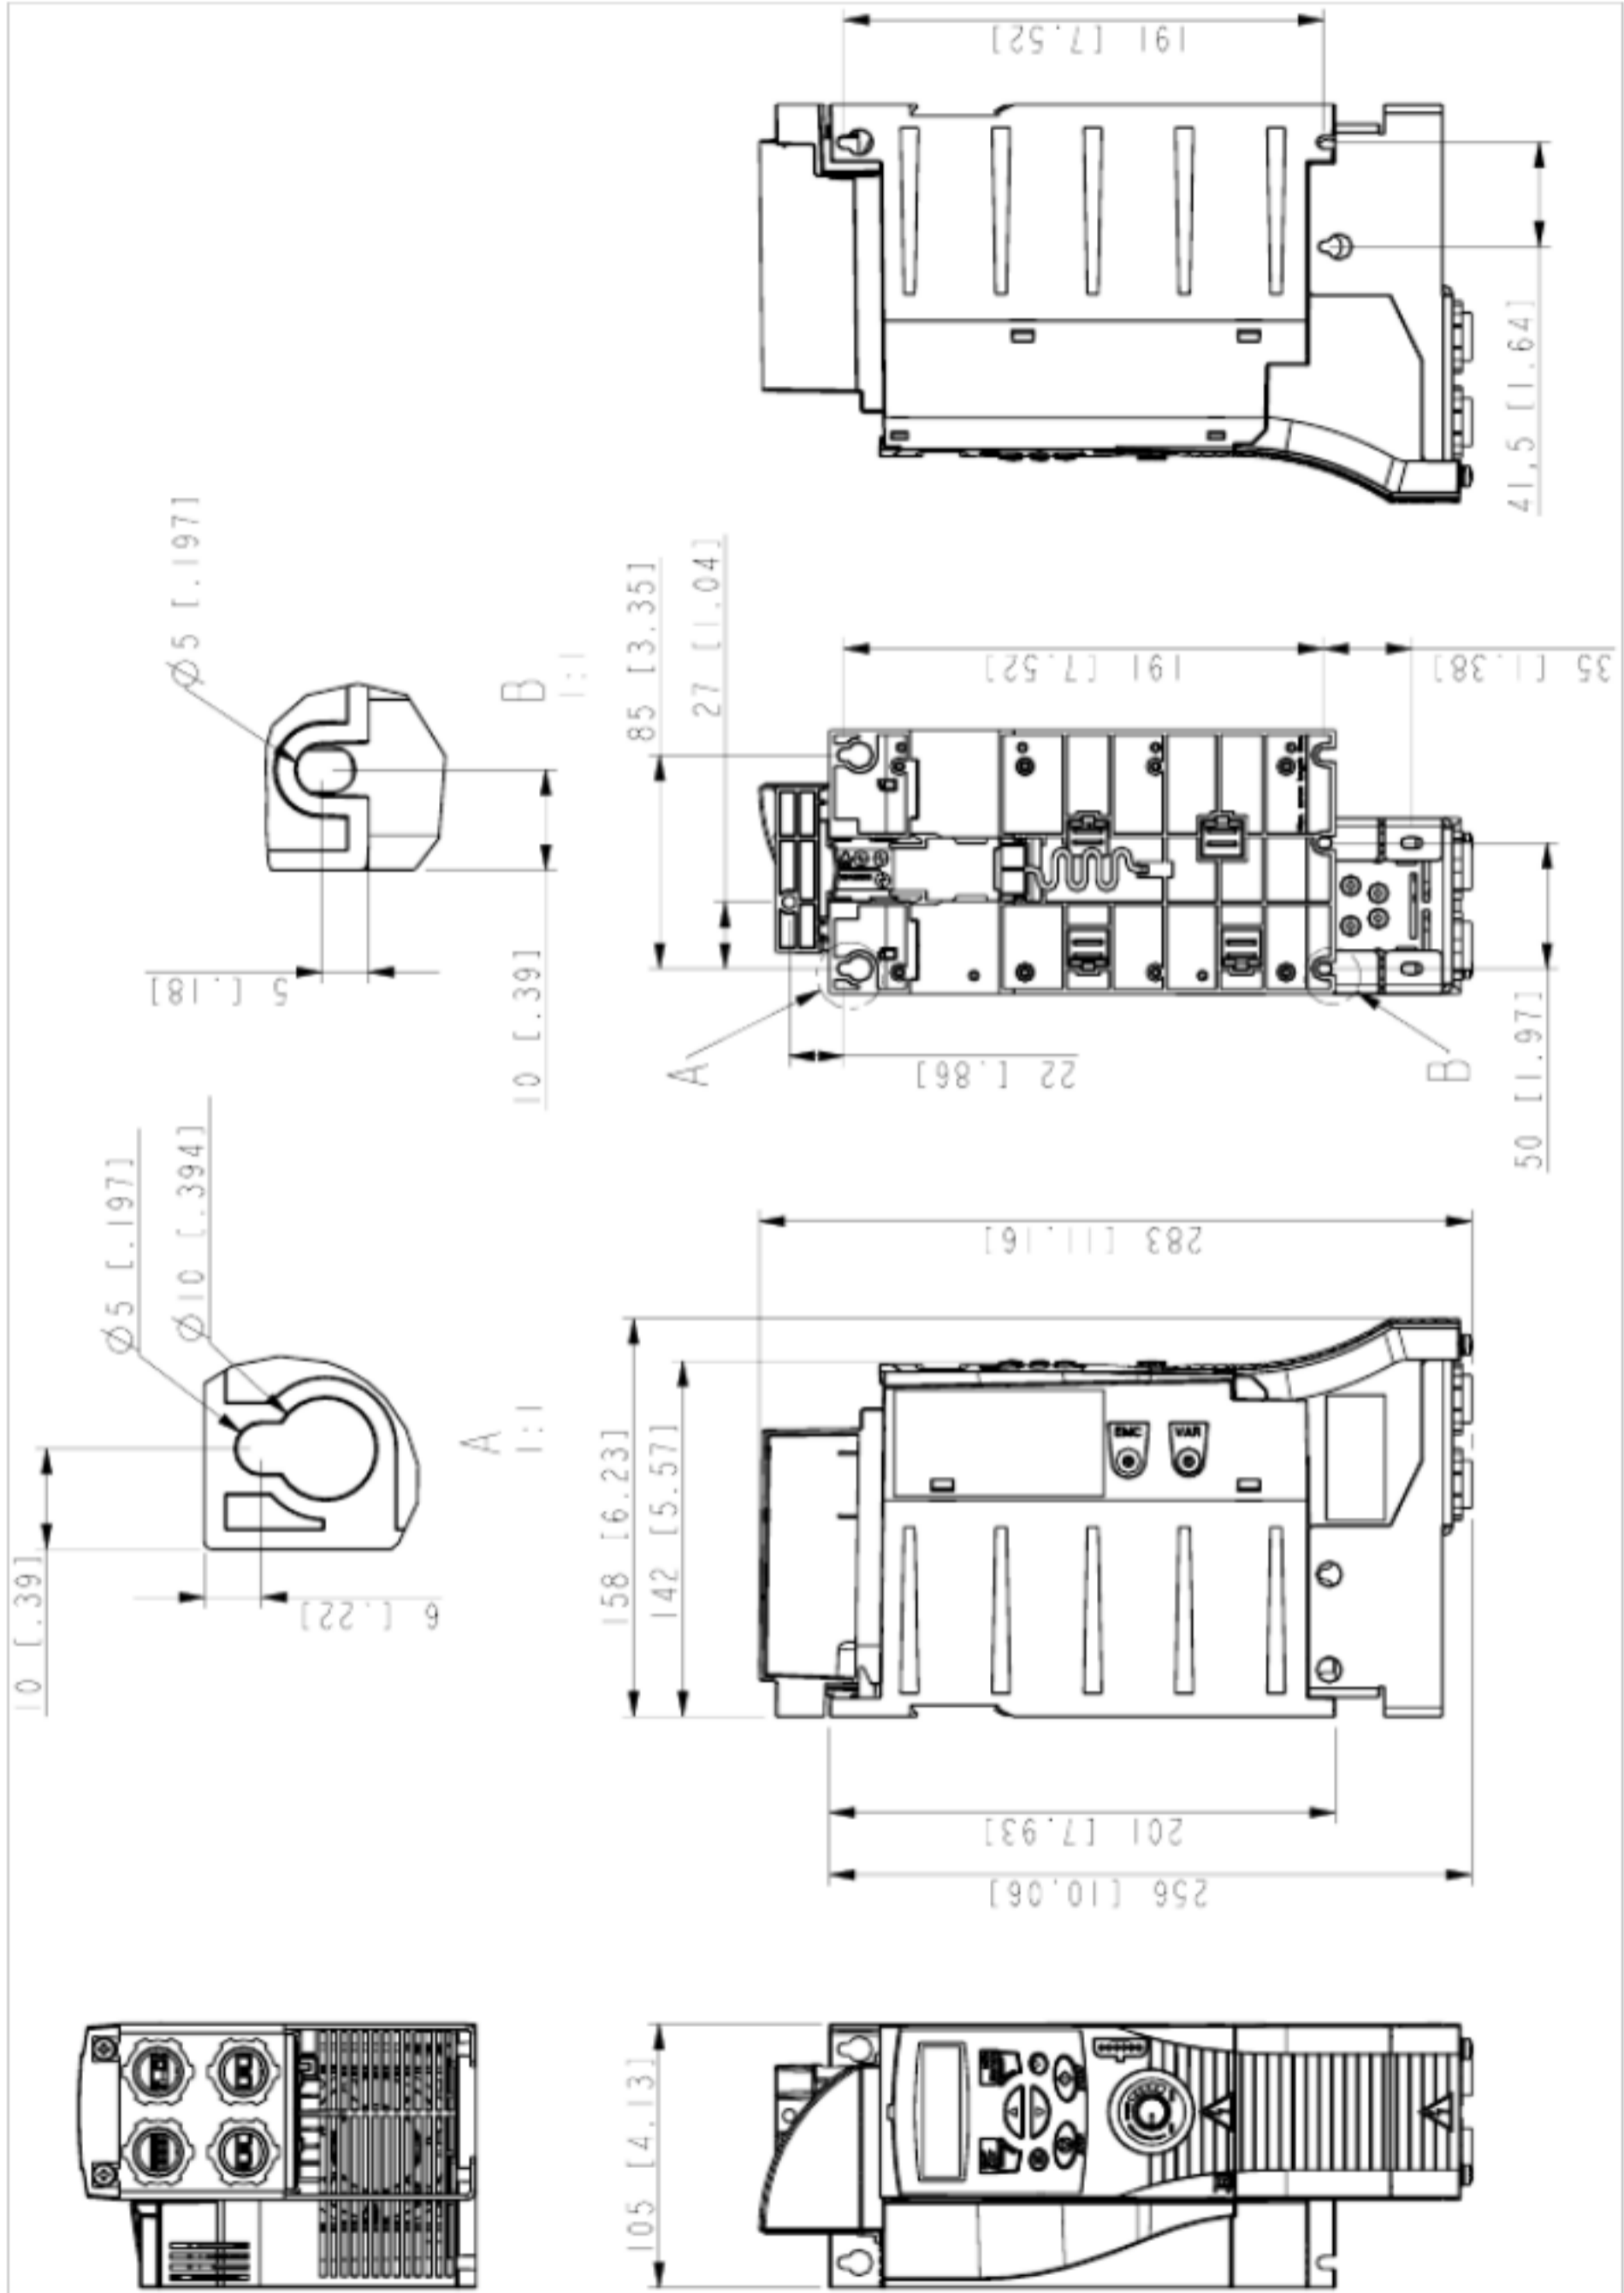 191 [7.52]
41,5 [1.64]
Ø5 [.197]
5 [.18]
10 [.39]
B
1:1
85 [3.35]
27 [1.04]
191 [7.52]
35 [1.38]
22 [.86]
A
B
50 [1.97]
Ø5 [.197]
Ø10 [.394]
10 [.39]
6 [.22]
A
1:1
283 [11.16]
158 [6.23]
142 [5.57]
EMC
VAR
201 [7.93]
256 [10.06]
105 [4.13]